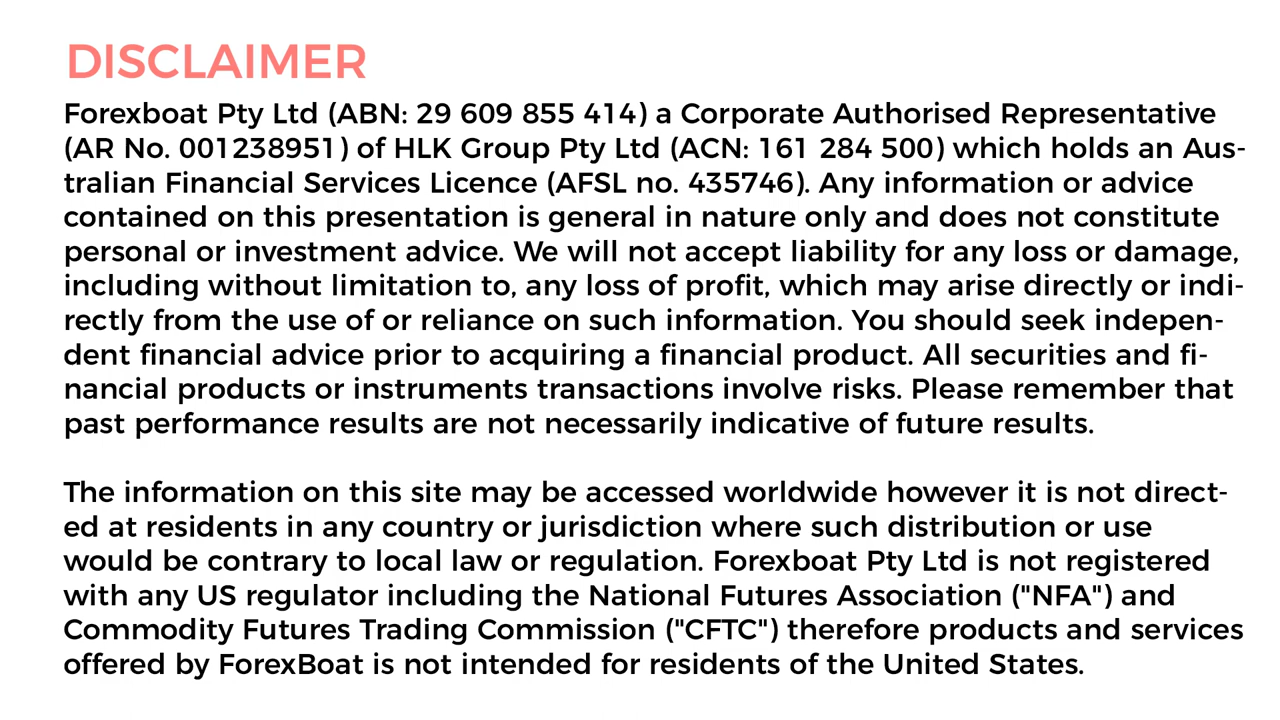 DISCLAIMER
Forexboat Pty Ltd (ABN: 29 609 855 414) a Corporate Authorised Representative
(AR No. 001238951) of HLK Group Pty Ltd (ACN: 161 284 500) which holds an Aus-
tralian Financial Services Licence (AFSL no. 435746). Any information or advice
contained on this presentation is general in nature only and does not constitute
personal or investment advice. We will not accept liability for any loss or damage,
including without limitation to, any loss of profit, which may arise directly or indi-
rectly from the use of or reliance on such information. You should seek indepen-
dent financial advice prior to acquiring a financial product. All securities and fi-
nancial products or instruments transactions involve risks. Please remember that
past performance results are not necessarily indicative of future results.
The information on this site may be accessed worldwide however it is not direct-
ed at residents in any country or jurisdiction where such distribution or use
would be contrary to local law or regulation. Forexboat Pty Ltd is not registered
with any US regulator including the National Futures Association ("NFA") and
Commodity Futures Trading Commission ("CFTC") therefore products and services
offered by ForexBoat is not intended for residents of the United States.